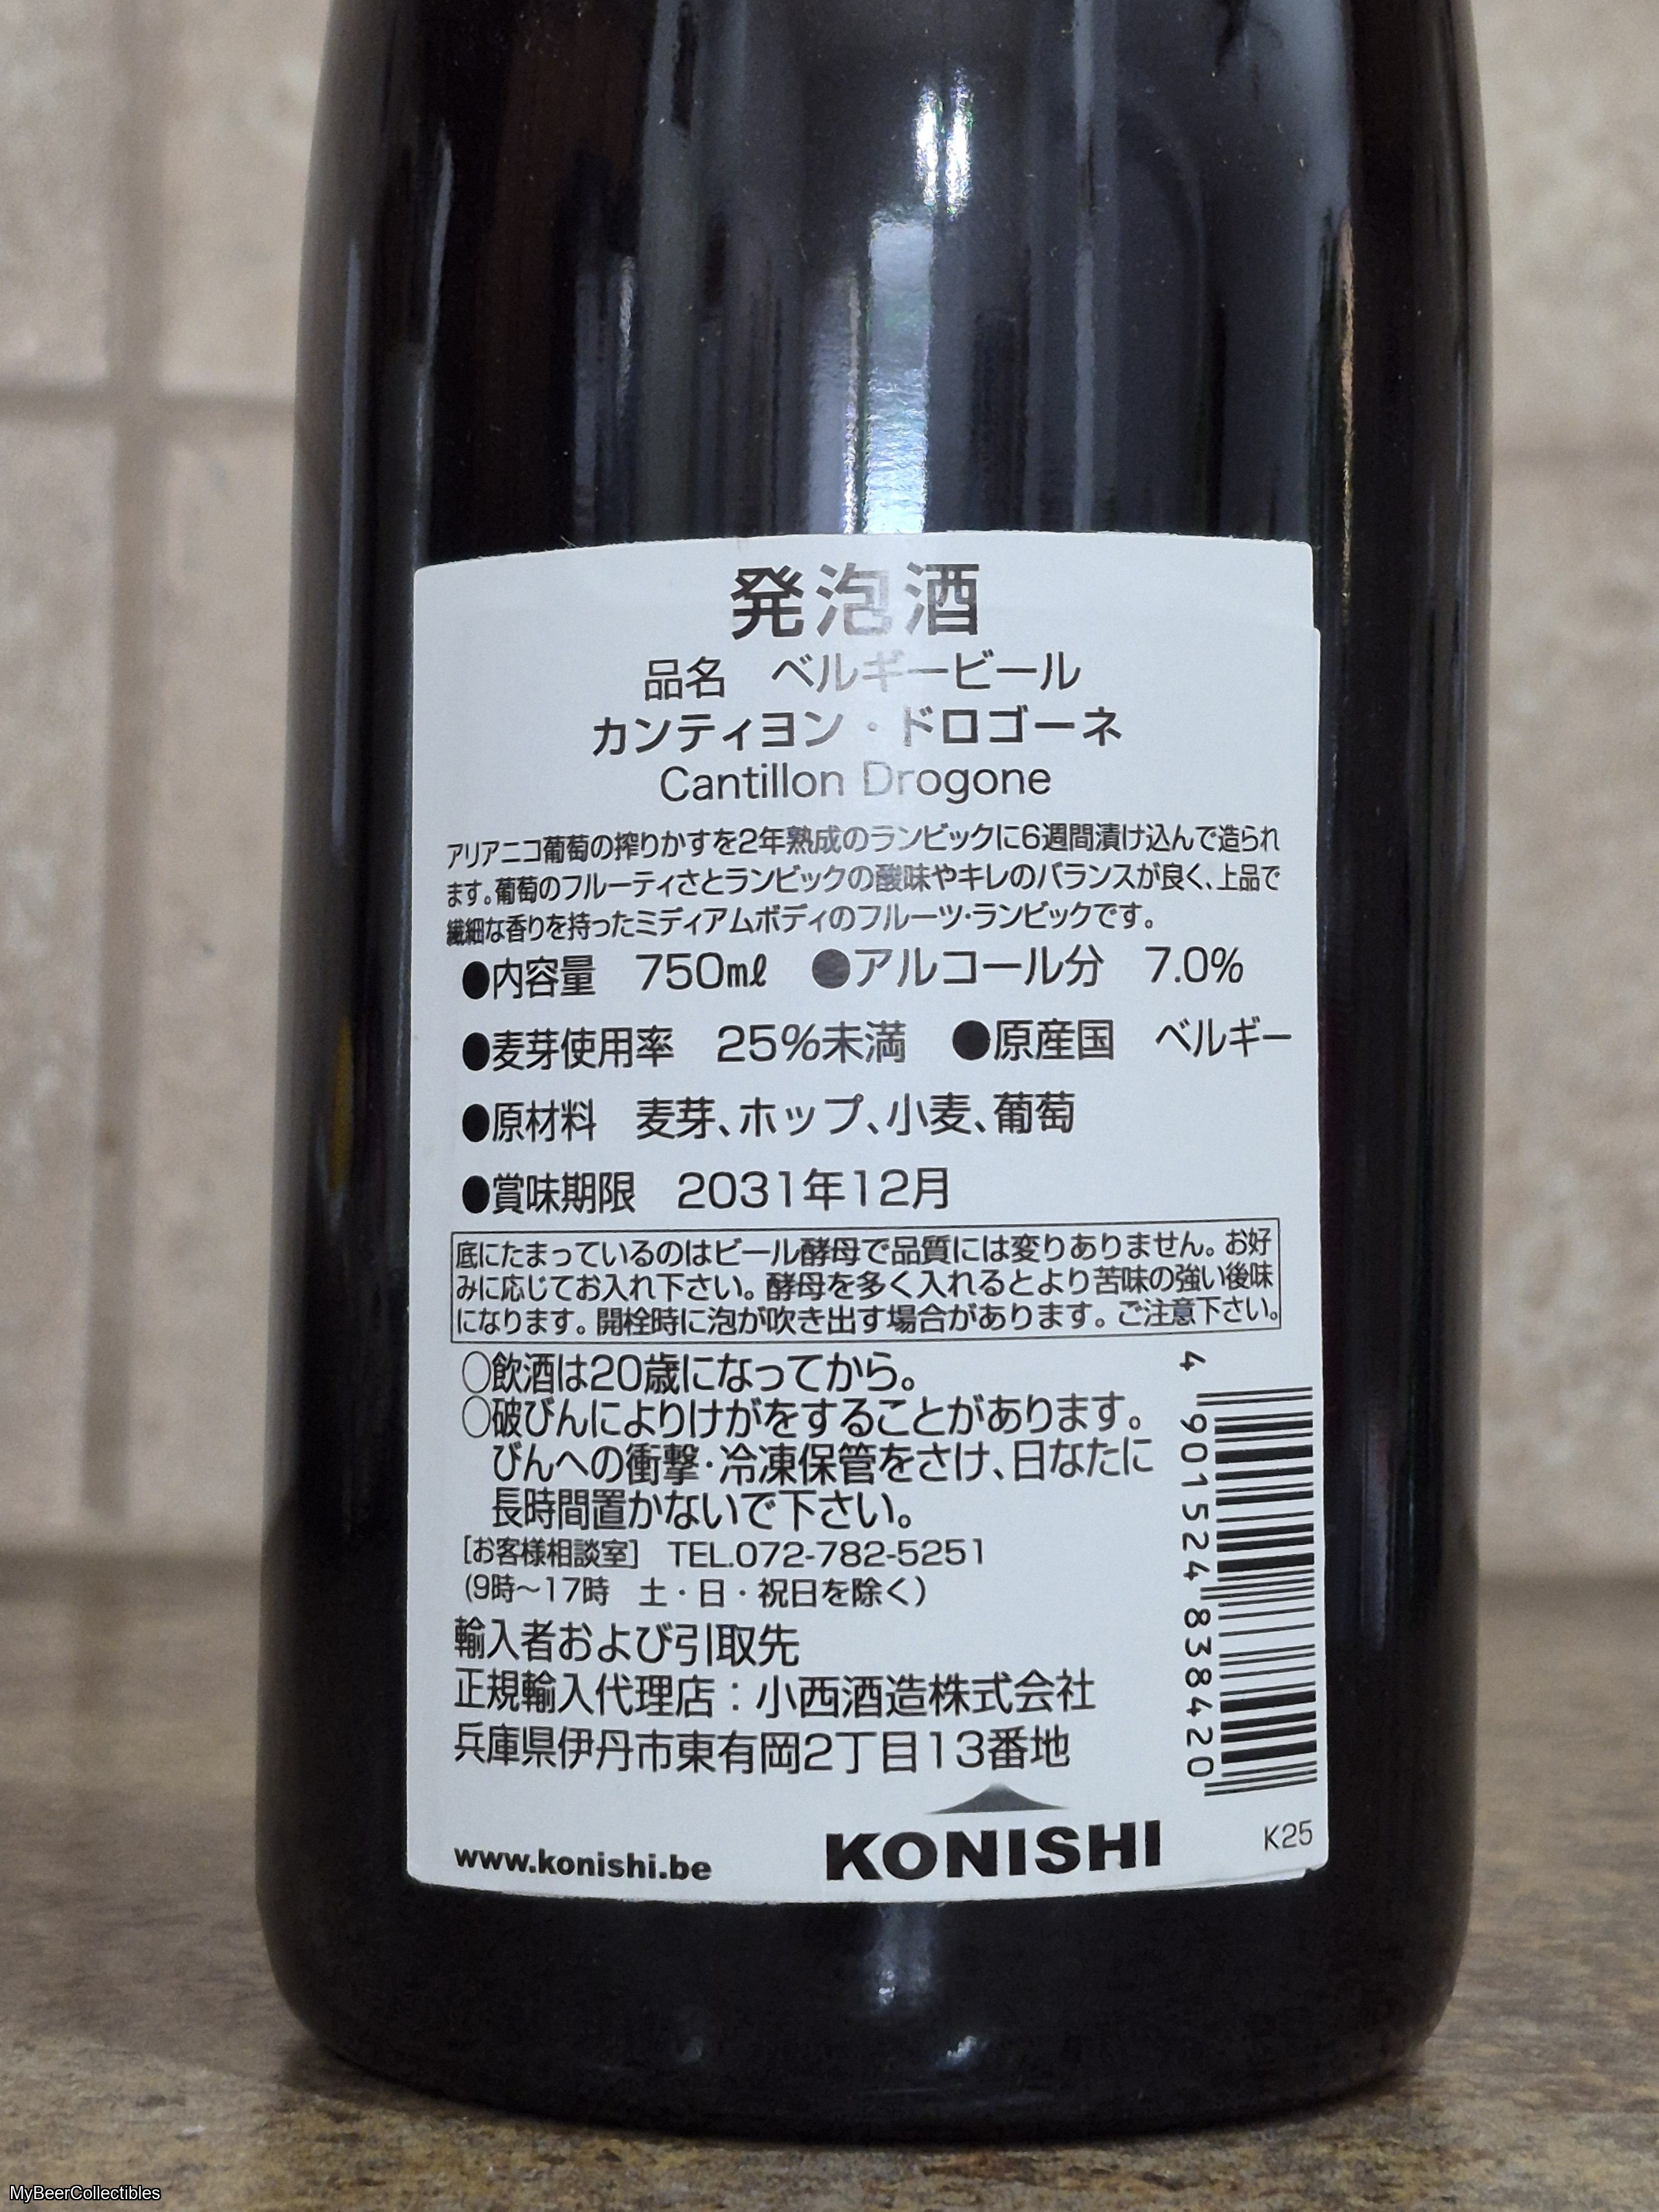 発泡酒
品名　ベルギービール
カンティヨン・ドロゴーネ
Cantillon Drogone
アリアニコ葡萄の搾りかすを2年熟成のランビックに6週間漬け込んで造られ
ます。葡萄のフルーティさとランビックの酸味やキレのバランスが良く、上品で
繊細な香りを持ったミディアムボディのフルーツ・ランビックです。
●内容量　750mℓ　●アルコール分　7.0%
●麦芽使用率　25%未満　●原産国　ベルギー
●原材料　麦芽、ホップ、小麦、葡萄
●賞味期限　2031年12月
底にたまっているのはビール酵母で品質には変りありません。お好
みに応じてお入れ下さい。酵母を多く入れるとより苦味の強い後味
になります。開栓時に泡が吹き出す場合があります。ご注意下さい。
○飲酒は20歳になってから。
○破びんによりけがをすることがあります。
びんへの衝撃・冷凍保管をさけ、日なたに
長時間置かないで下さい。
[お客様相談室]　TEL.072-782-5251
(9時～17時　土・日・祝日を除く)
輸入者および引取先
正規輸入代理店：小西酒造株式会社
兵庫県伊丹市東有岡2丁目13番地
4 901524 838420
www.konishi.be
KONISHI
K25
MyBeerCollectibles